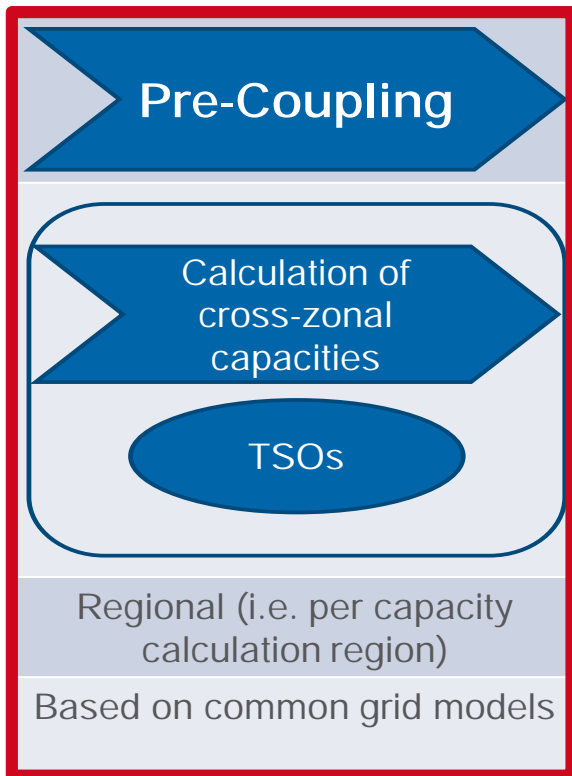 Pre-Coupling
Calculation of
cross-zonal
capacities
TSOs
Regional (i.e. per capacity
calculation region)
Based on common grid models